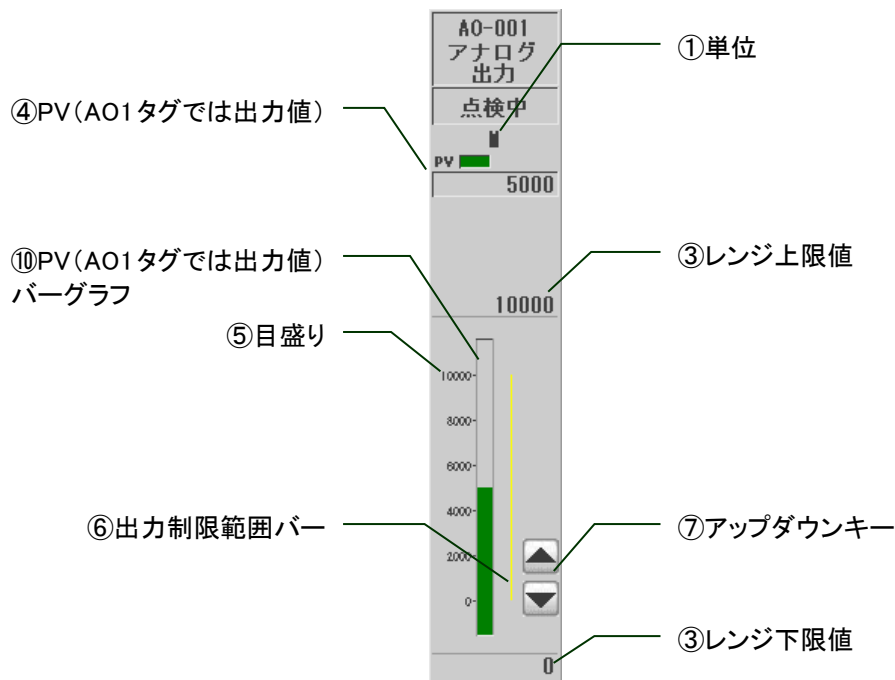 AO-001
アナログ
出力
点検中
①単位
W
④PV(AO1タグでは出力値)
PV
5000
⑩PV(AO1タグでは出力値)
バーグラフ
③レンジ上限値
10000
⑤目盛り
10000-
8000-
6000-
4000-
2000-
0-
⑥出力制限範囲バー
⑦アップダウンキー
③レンジ下限値
0